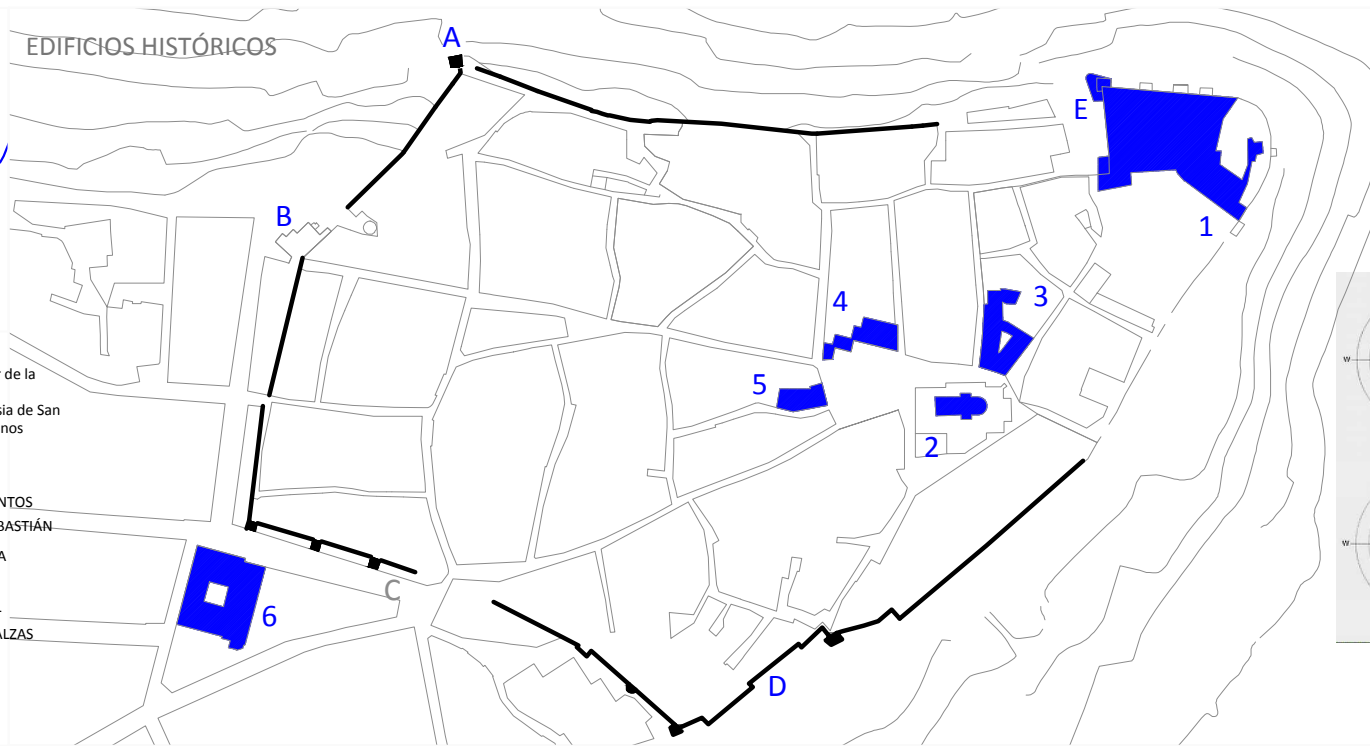 EDIFICIOS HISTÓRICOS
A
E
B
1
3
4
5
de la
sia de San
nos
2
NTOS
BASTIÁN
A
C
6
ALZAS
D
W
W